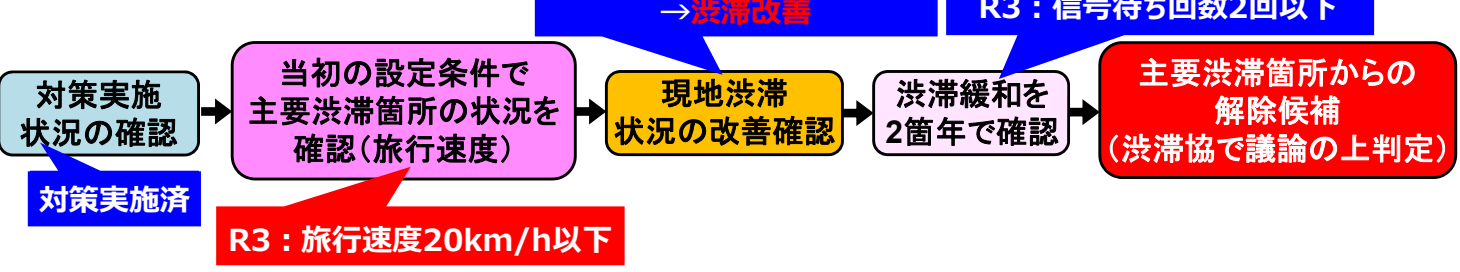 →渋滞改善
R3：信号待ち回数2回以下
対策実施
状況の確認
当初の設定条件で
主要渋滞箇所の状況を
確認（旅行速度）
現地渋滞
状況の改善確認
渋滞緩和を
2箇年で確認
主要渋滞箇所からの
解除候補
（渋滞協で議論の上判定）
対策実施済
R3：旅行速度20km/h以下